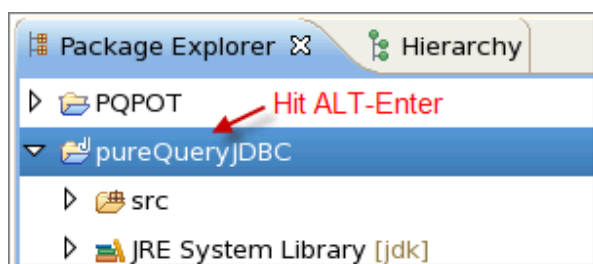 Package Explorer Hierarchy
PQPOT Hit ALT-Enter
pureQueryJDBC
src
JRE System Library [jdk]